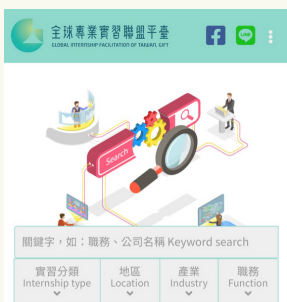 全球專業實習聯盟平臺
GLOBAL INTERNSHIP FACILITATION OF TAIWAN, GIFT
LINE
Search
關鍵字，如：職務、公司名稱 Keyword search
實習分類 地區 產業 職務
Internship type Location Industry Function